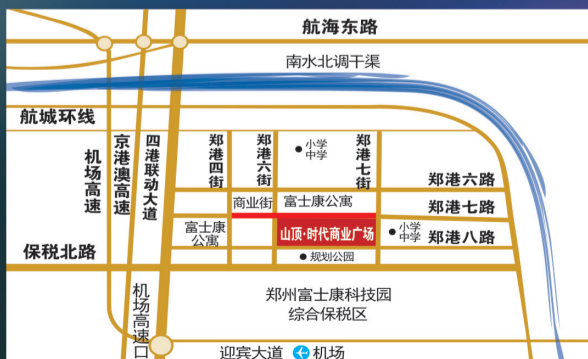 航海东路
南水北调干渠
航城环线
机场高速
京港澳高速
四港联动大道
郑港四街
郑港六街
小学
中学
郑港七街
郑港六路
商业街
富士康公寓
郑港七路
富士康
公寓
山顶·时代商业广场
小学
中学
郑港八路
保税北路
规划公园
机场高速口
郑州富士康科技园
综合保税区
迎宾大道
机场